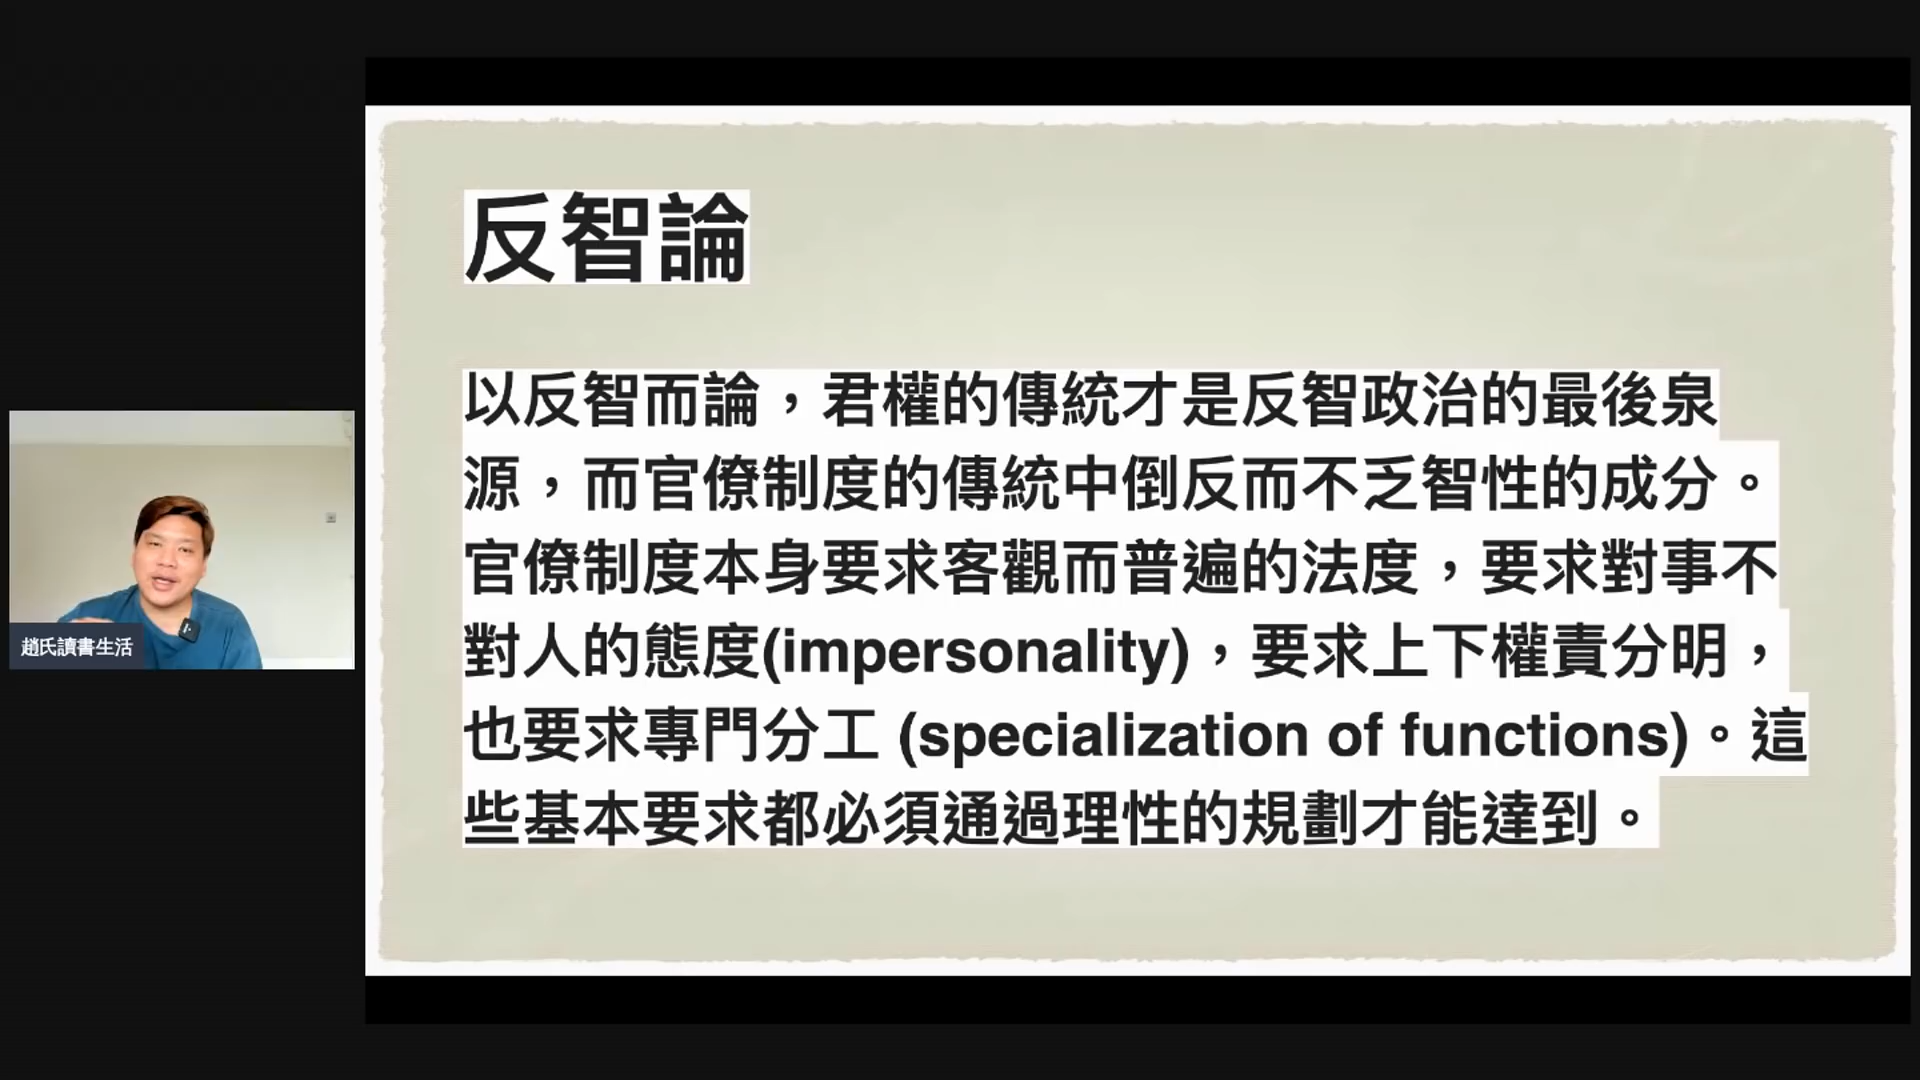 反智論
以反智而論，君權的傳統才是反智政治的最後泉
源，而官僚制度的傳統中倒反而不乏智性的成分。
官僚制度本身要求客觀而普遍的法度，要求對事不
對人的態度(impersonality)，要求上下權責分明，
也要求專門分工 (specialization of functions)。這
些基本要求都必須通過理性的規劃才能達到。
趙氏讀書生活